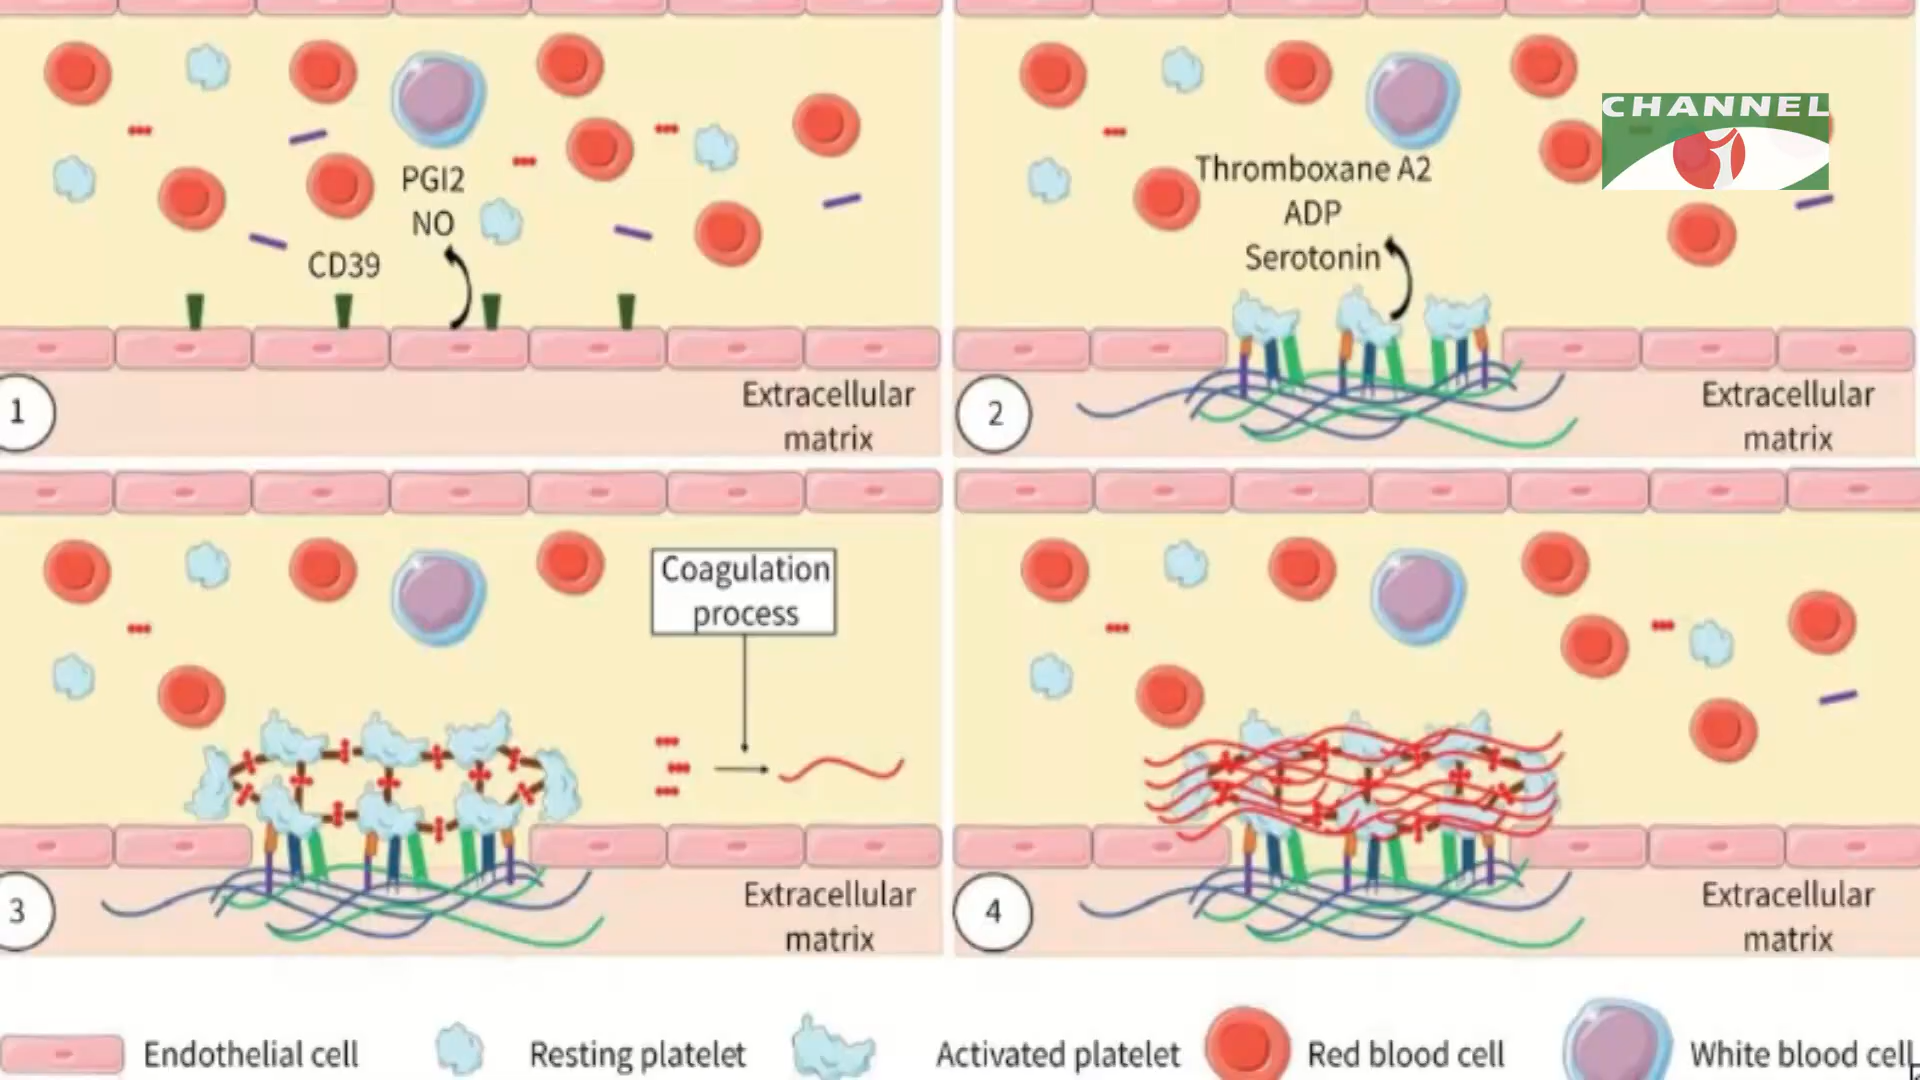 CHANNEL
PGI2
NO
CD39
Extracellular
matrix
1
Thromboxane A2
ADP
Serotonin
Extracellular
matrix
2
Coagulation
process
Extracellular
matrix
3
Extracellular
matrix
4
Endothelial cell
Resting platelet
Activated platelet
Red blood cell
White blood cell